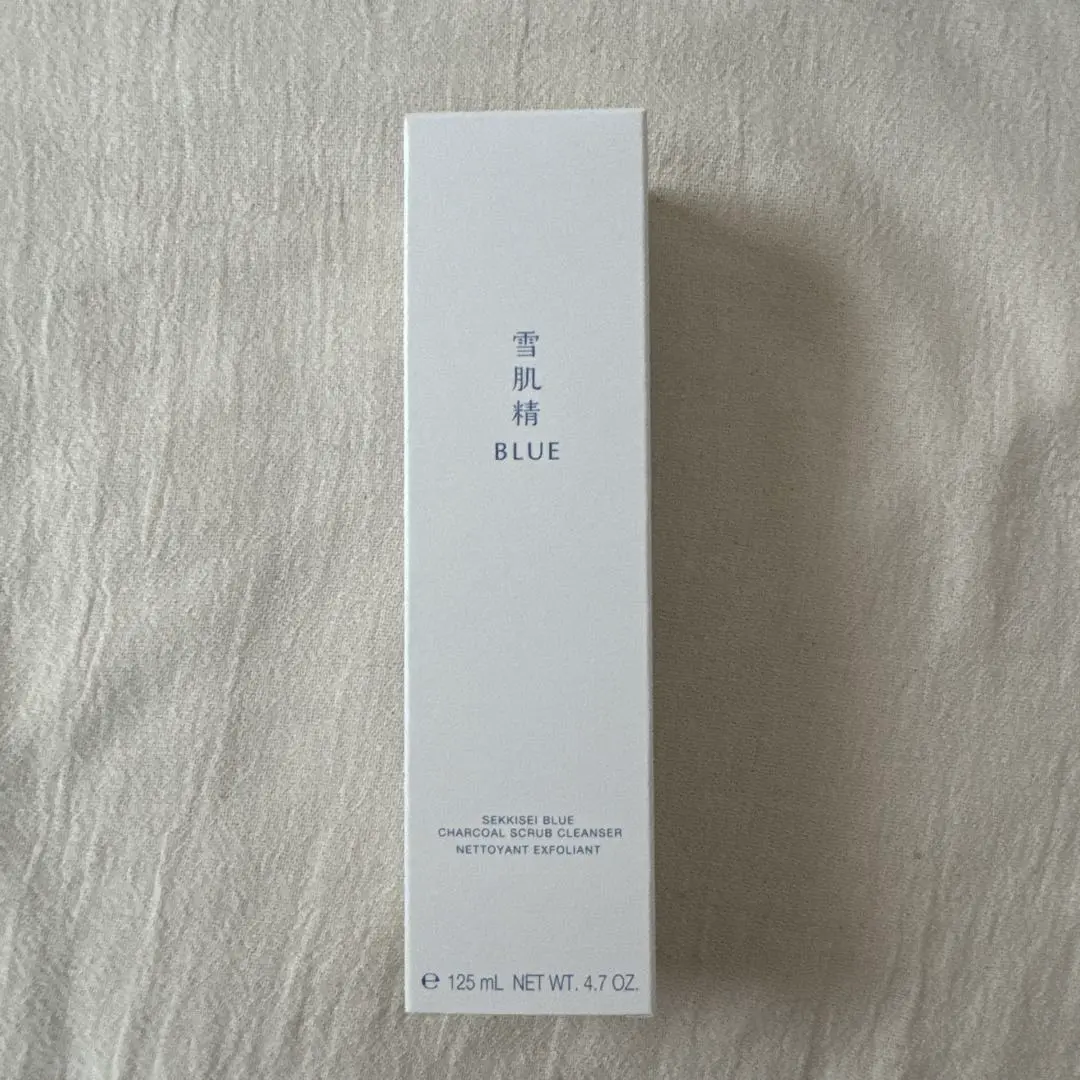 雪肌精
BLUE
SEKKISEI BLUE
CHARCOAL SCRUB CLEANSER
NETTOYANT EXFOLIANT
℮ 125 mL NET WT. 4.7 OZ.